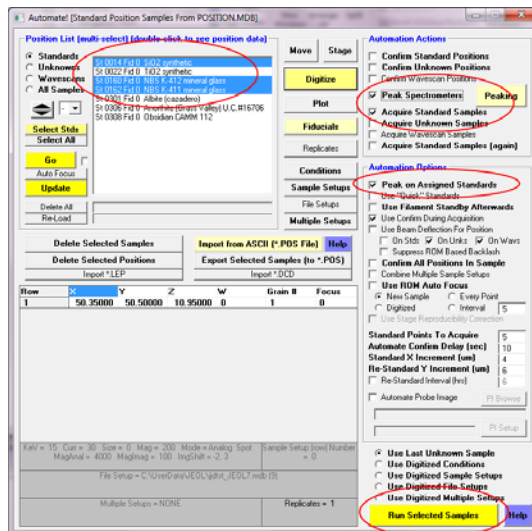 Automate! [Standard Position Samples From POSITION.MDB]
Position List (multi-select) (double-click to see position data)
Standards
Unknowns
Wavescans
All Samples
Select Stds
Select All
Go
Auto Focus
Update
Delete All
Re-Load
St 0014 Fid 0 SiO2 synthetic
St 0022 Fid 0 TiO2 synthetic
St 0160 Fid 0 NBS K-412 mineral glass
St 0162 Fid 0 NBS K-411 mineral glass
St 0301 Fid 0 Albite (cazadero)
St 0306 Fid 0 Anorthite (Grass Valley) U.C.#16706
St 0308 Fid 0 Obsidian CAMM 112
Move
Stage
Digitize
Plot
Fiducials
Replicates
Conditions
Sample Setups
File Setups
Multiple Setups
Delete Selected Samples
Import from ASCII (*.POS File)
Help
Delete Selected Positions
Export Selected Samples (to *.POS)
Import *.LEP
Import *.DCD
Row X Y Z W Grain # Focus
1 50.35000 50.50000 10.95000 0 1 0
KeV = 15 Curr = 30 Size = 0 Mag = 200 Mode = Analog Spot
MagAnal = 4000 MagImag = 100 ImgShift = -2, 3
Sample Setup (row) Number
= 0
File Setup = C:\UserData\JEOL\jdtst_JEOL7.mdb (9)
Multiple Setups = NONE
Replicates = 1
Automation Actions
Confirm Standard Positions
Confirm Unknown Positions
Confirm Wavescan Positions
Peak Spectrometers
Peaking
Acquire Standard Samples
Acquire Unknown Samples
Acquire Wavescan Samples
Acquire Standard Samples (again)
Automation Options
Peak on Assigned Standards
Use "Quick" Standards
Use Filament Standby Afterwards
Use Confirm During Acquisition
Use Beam Deflection For Position
On Stds On Unks On Wavs
Suppress ROM Based Backlash
Confirm All Positions In Sample
Combine Multiple Sample Setups
Use ROM Auto Focus
New Sample Every Point
Digitized Interval 5
Use Stage Reproducibility Correction
Standard Points To Acquire 5
Automate Confirm Delay (sec) 10
Standard X Increment (um) 4
Re-Standard Y Increment (um) 6
Re-Standard Interval (hrs) 6
Automate Probe Image
PI Browse
PI Setup
Use Last Unknown Sample
Use Digitized Conditions
Use Digitized Sample Setups
Use Digitized File Setups
Use Digitized Multiple Setups
Run Selected Samples
Help